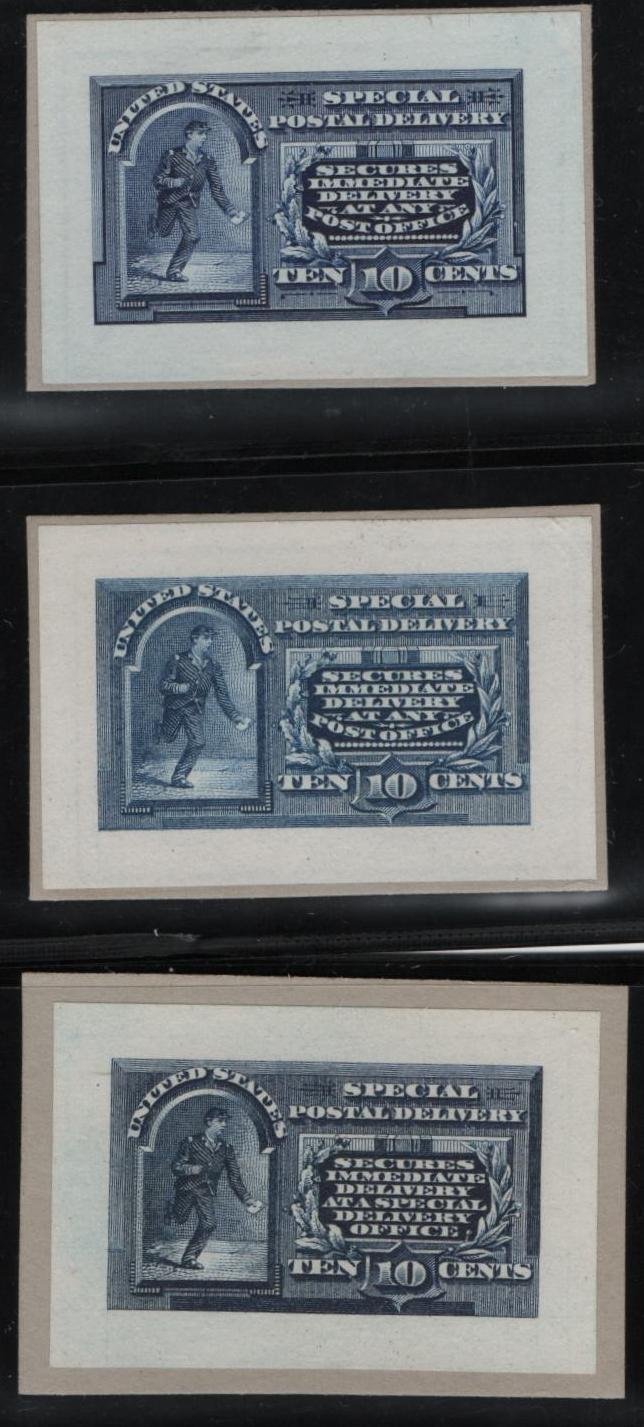 UNITED STATES
SPECIAL
POSTAL DELIVERY
SECURES
IMMEDIATE
DELIVERY
AT ANY
POST OFFICE
TEN 10 CENTS
UNITED STATES
SPECIAL
POSTAL DELIVERY
SECURES
IMMEDIATE
DELIVERY
AT ANY
POST OFFICE
TEN 10 CENTS
UNITED STATES
SPECIAL
POSTAL DELIVERY
SECURES
IMMEDIATE
DELIVERY
AT A SPECIAL
DELIVERY
OFFICE.
TEN 10 CENTS